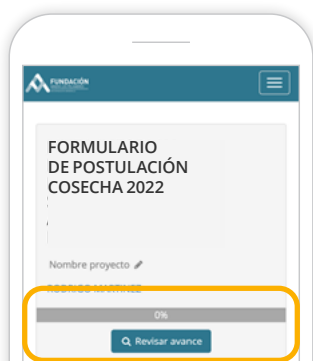 FUNDACIÓN
FORMULARIO
DE POSTULACIÓN
COSECHA 2022
Nombre proyecto
0%
Revisar avance